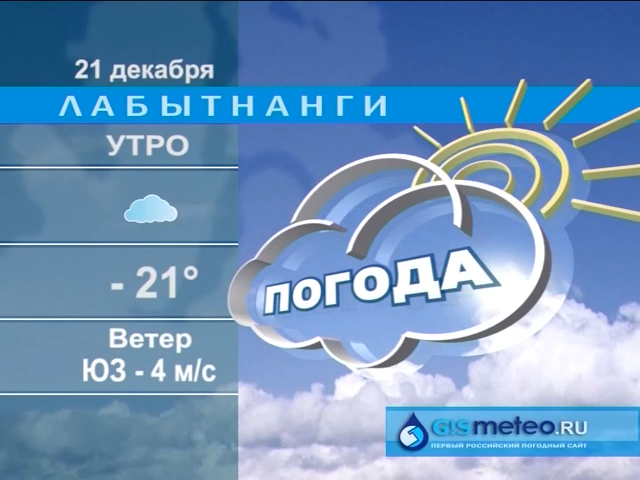 21 декабря
ЛАБЫТНАНГИ
УТРО
- 21°
Ветер
ЮЗ - 4 м/с
ПОГОДА
GISmeteo.RU
ПЕРВЫЙ РОССИЙСКИЙ ПОГОДНЫЙ САЙТ